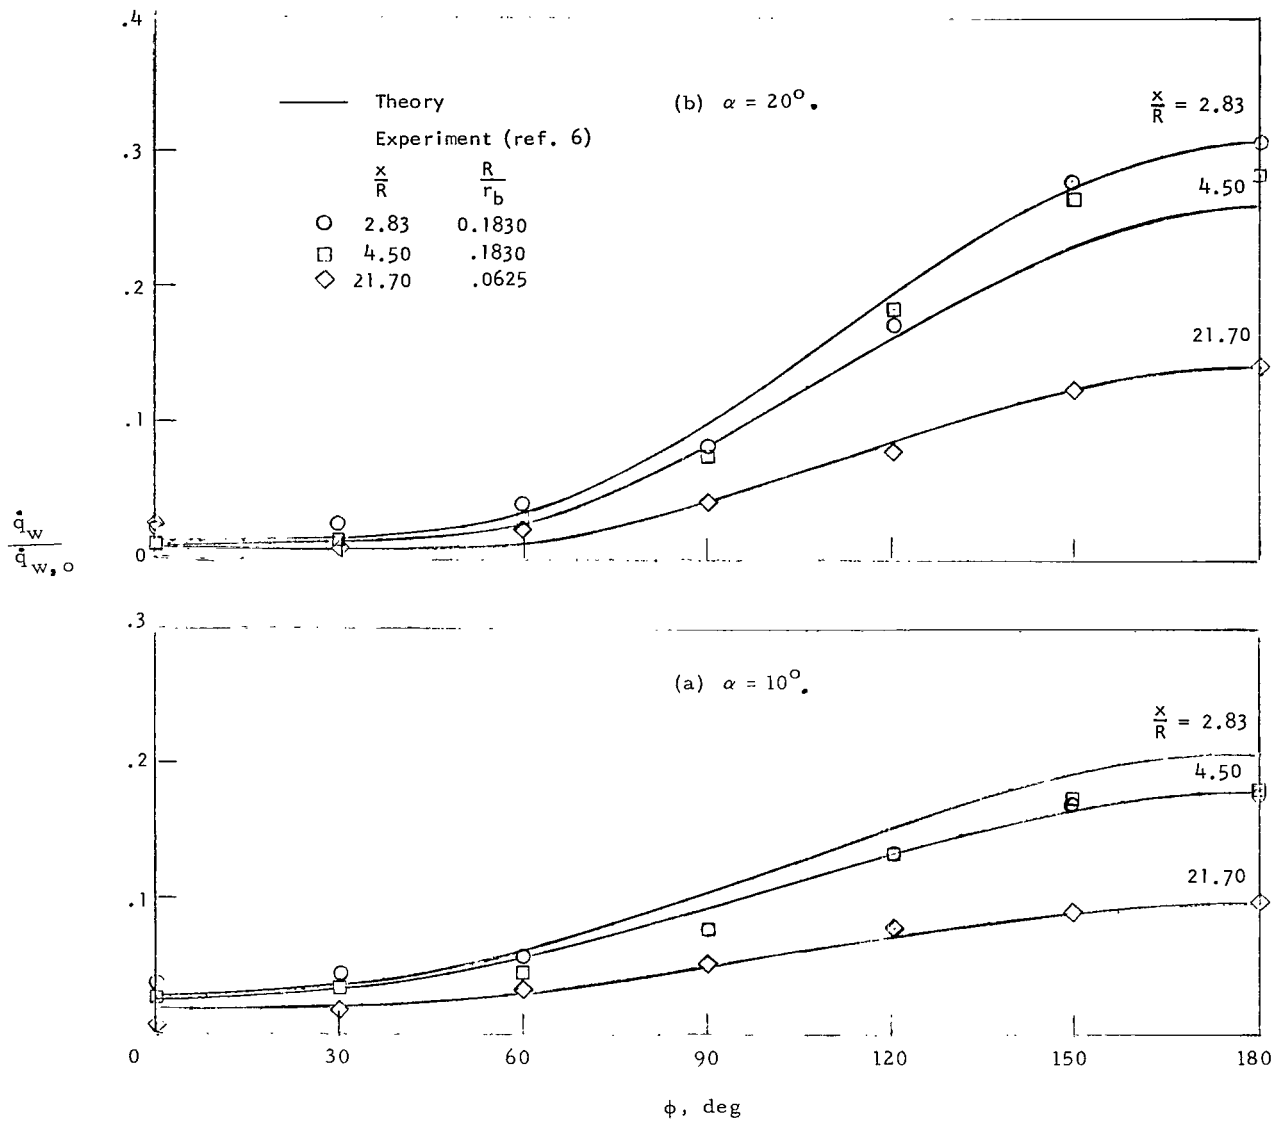 .4
Theory
(b) α = 20°.
x/R = 2.83
Experiment (ref. 6)
.3
x/R R/r_b
4.50
2.83 0.1830
4.50 .1830
21.70 .0625
.2
21.70
.1
q̇_w/q̇_w,o
0
.3
(a) α = 10°.
x/R = 2.83
.2
4.50
21.70
.1
0 30 60 90 120 150 180
ϕ, deg